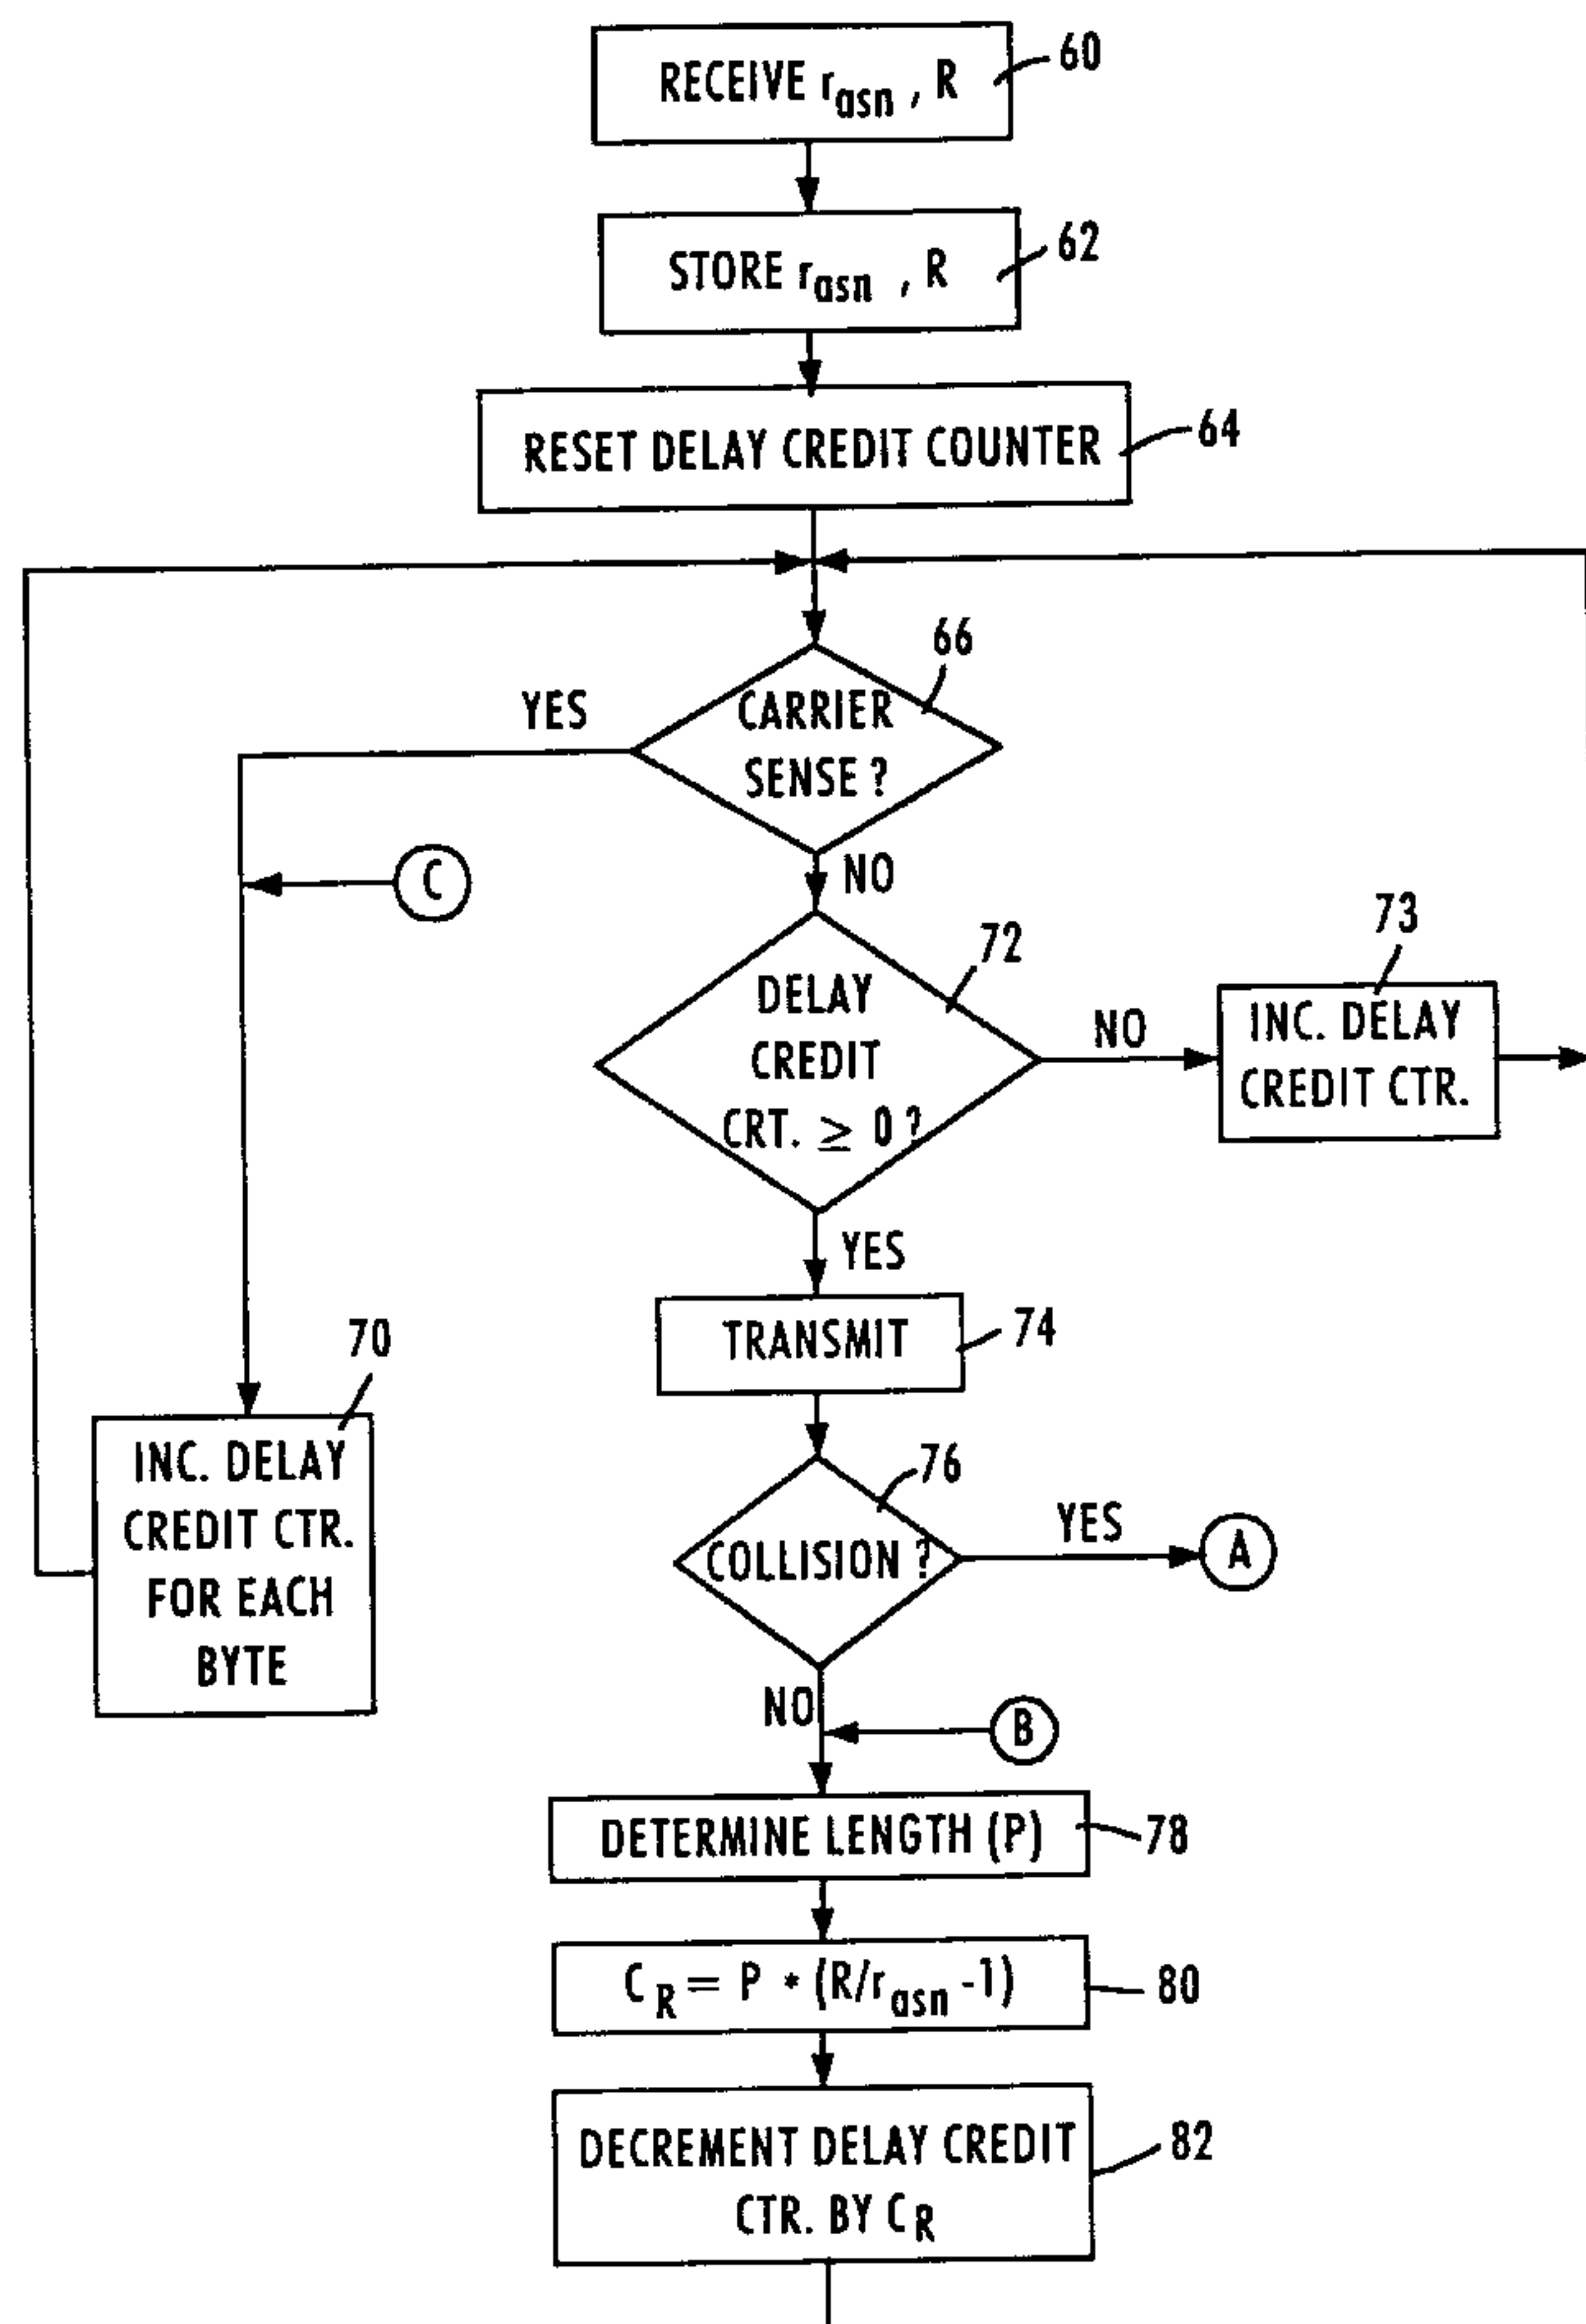 RECEIVE r_asn , R
60
STORE r_asn , R
62
RESET DELAY CREDIT COUNTER
64
66
YES
CARRIER
SENSE ?
NO
C
72
73
DELAY
CREDIT
CRT. ≥ 0 ?
NO
INC. DELAY
CREDIT CTR.
YES
70
TRANSMIT
74
INC. DELAY
CREDIT CTR.
FOR EACH
BYTE
76
COLLISION ?
YES
A
NO
B
DETERMINE LENGTH (P)
78
C_R = P * (R/r_asn -1)
80
DECREMENT DELAY CREDIT
CTR. BY C_R
82